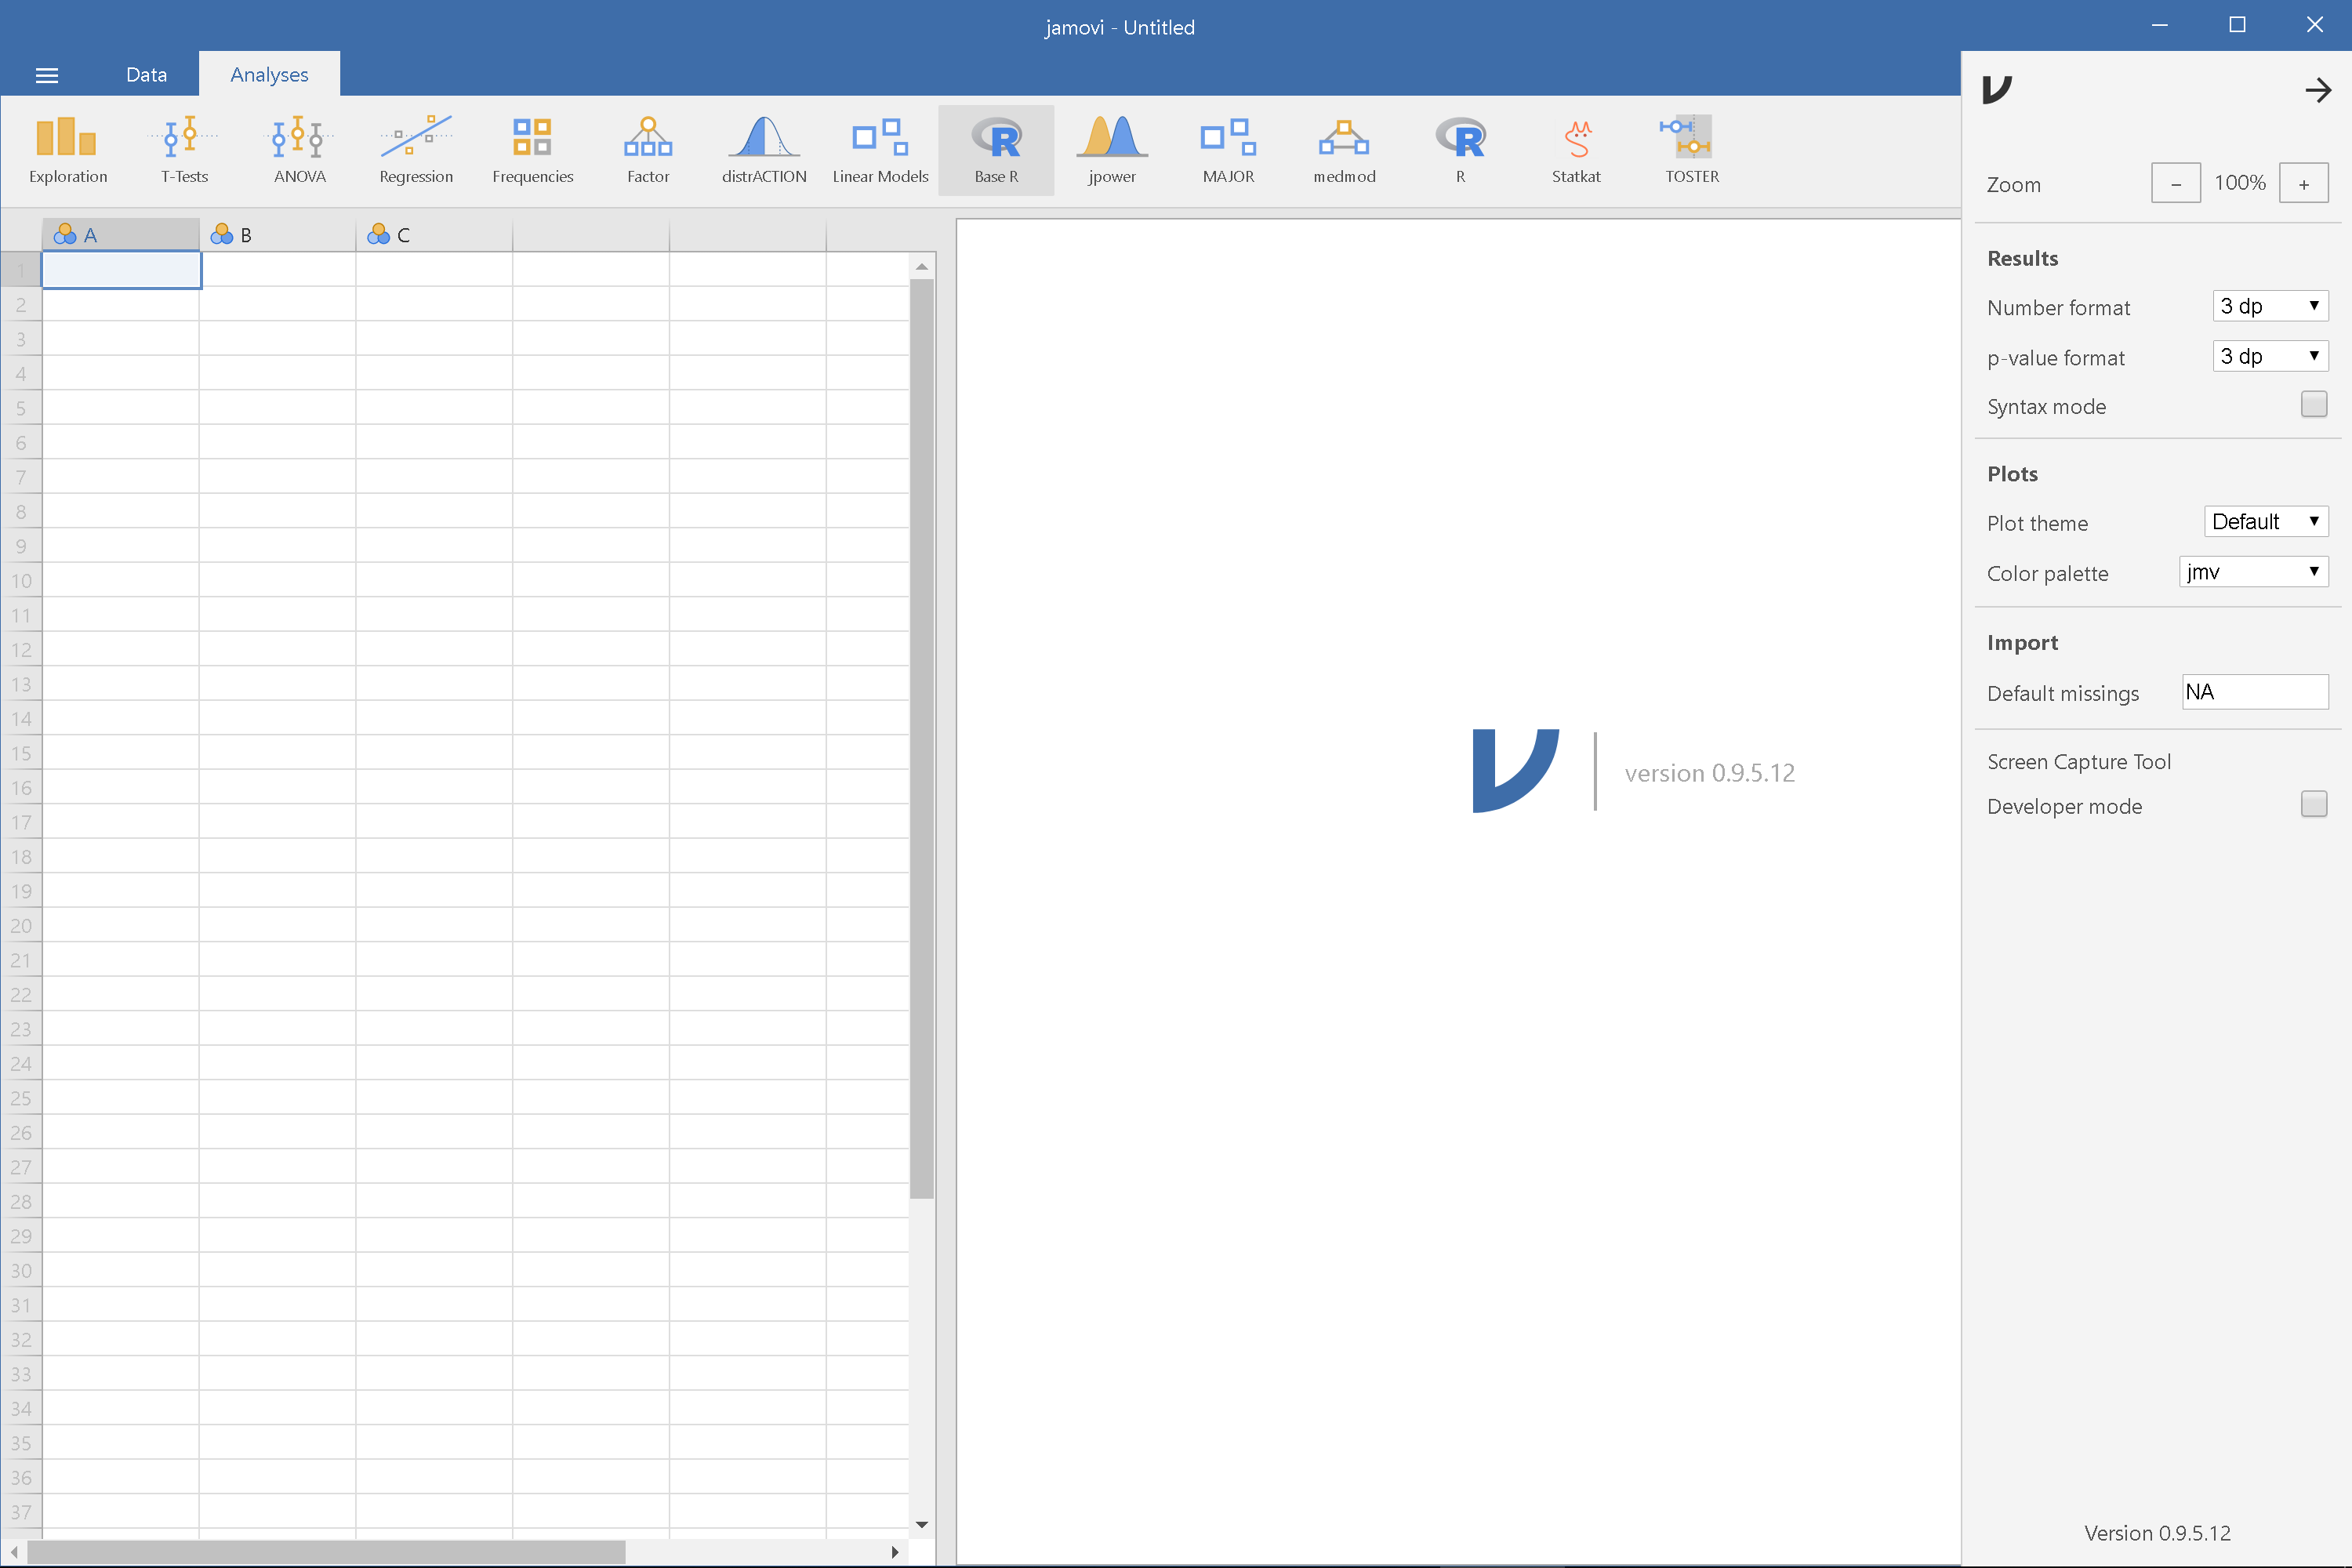 jamovi - Untitled
Data Analyses
Exploration T-Tests ANOVA Regression Frequencies Factor distrACTION Linear Models Base R jpower MAJOR medmod R Statkat TOSTER
Zoom – 100% +
A B C
1
2
3
4
5
6
7
8
9
10
11
12
13
14
15
16
17
18
19
20
21
22
23
24
25
26
27
28
29
30
31
32
33
34
35
36
37
version 0.9.5.12
Results
Number format 3 dp
p-value format 3 dp
Syntax mode
Plots
Plot theme Default
Color palette jmv
Import
Default missings NA
Screen Capture Tool
Developer mode
Version 0.9.5.12